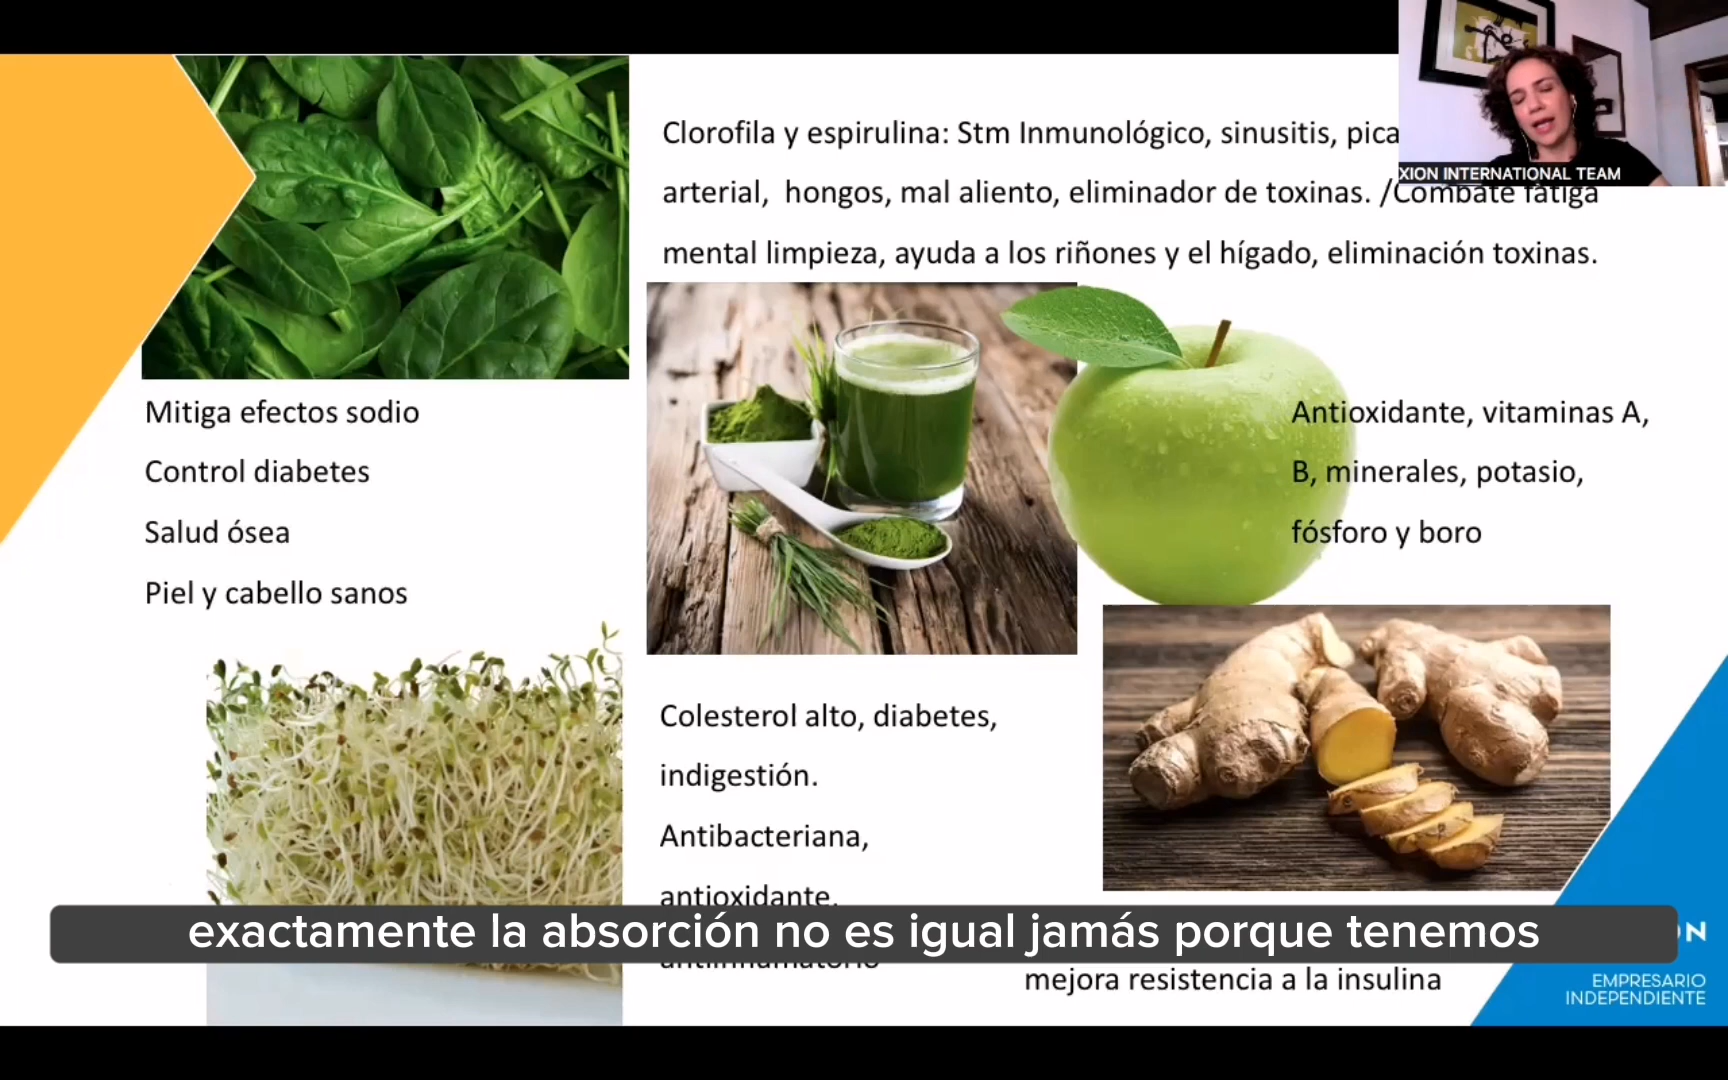 Clorofila y espirulina: Stm Inmunológico, sinusitis,
XION INTERNATIONAL TEAM
arterial, hongos, mal aliento, eliminador de toxinas. /Combate fatiga
mental limpieza, ayuda a los riñones y el hígado, eliminación toxinas.
Mitiga efectos sodio
Control diabetes
Salud ósea
Piel y cabello sanos
Antioxidante, vitaminas A,
B, minerales, potasio,
fósforo y boro
Colesterol alto, diabetes,
indigestión.
Antibacteriana,
antioxidante,
exactamente la absorción no es igual jamás porque tenemos
mejora resistencia a la insulina
EMPRESARIO
INDEPENDIENTE